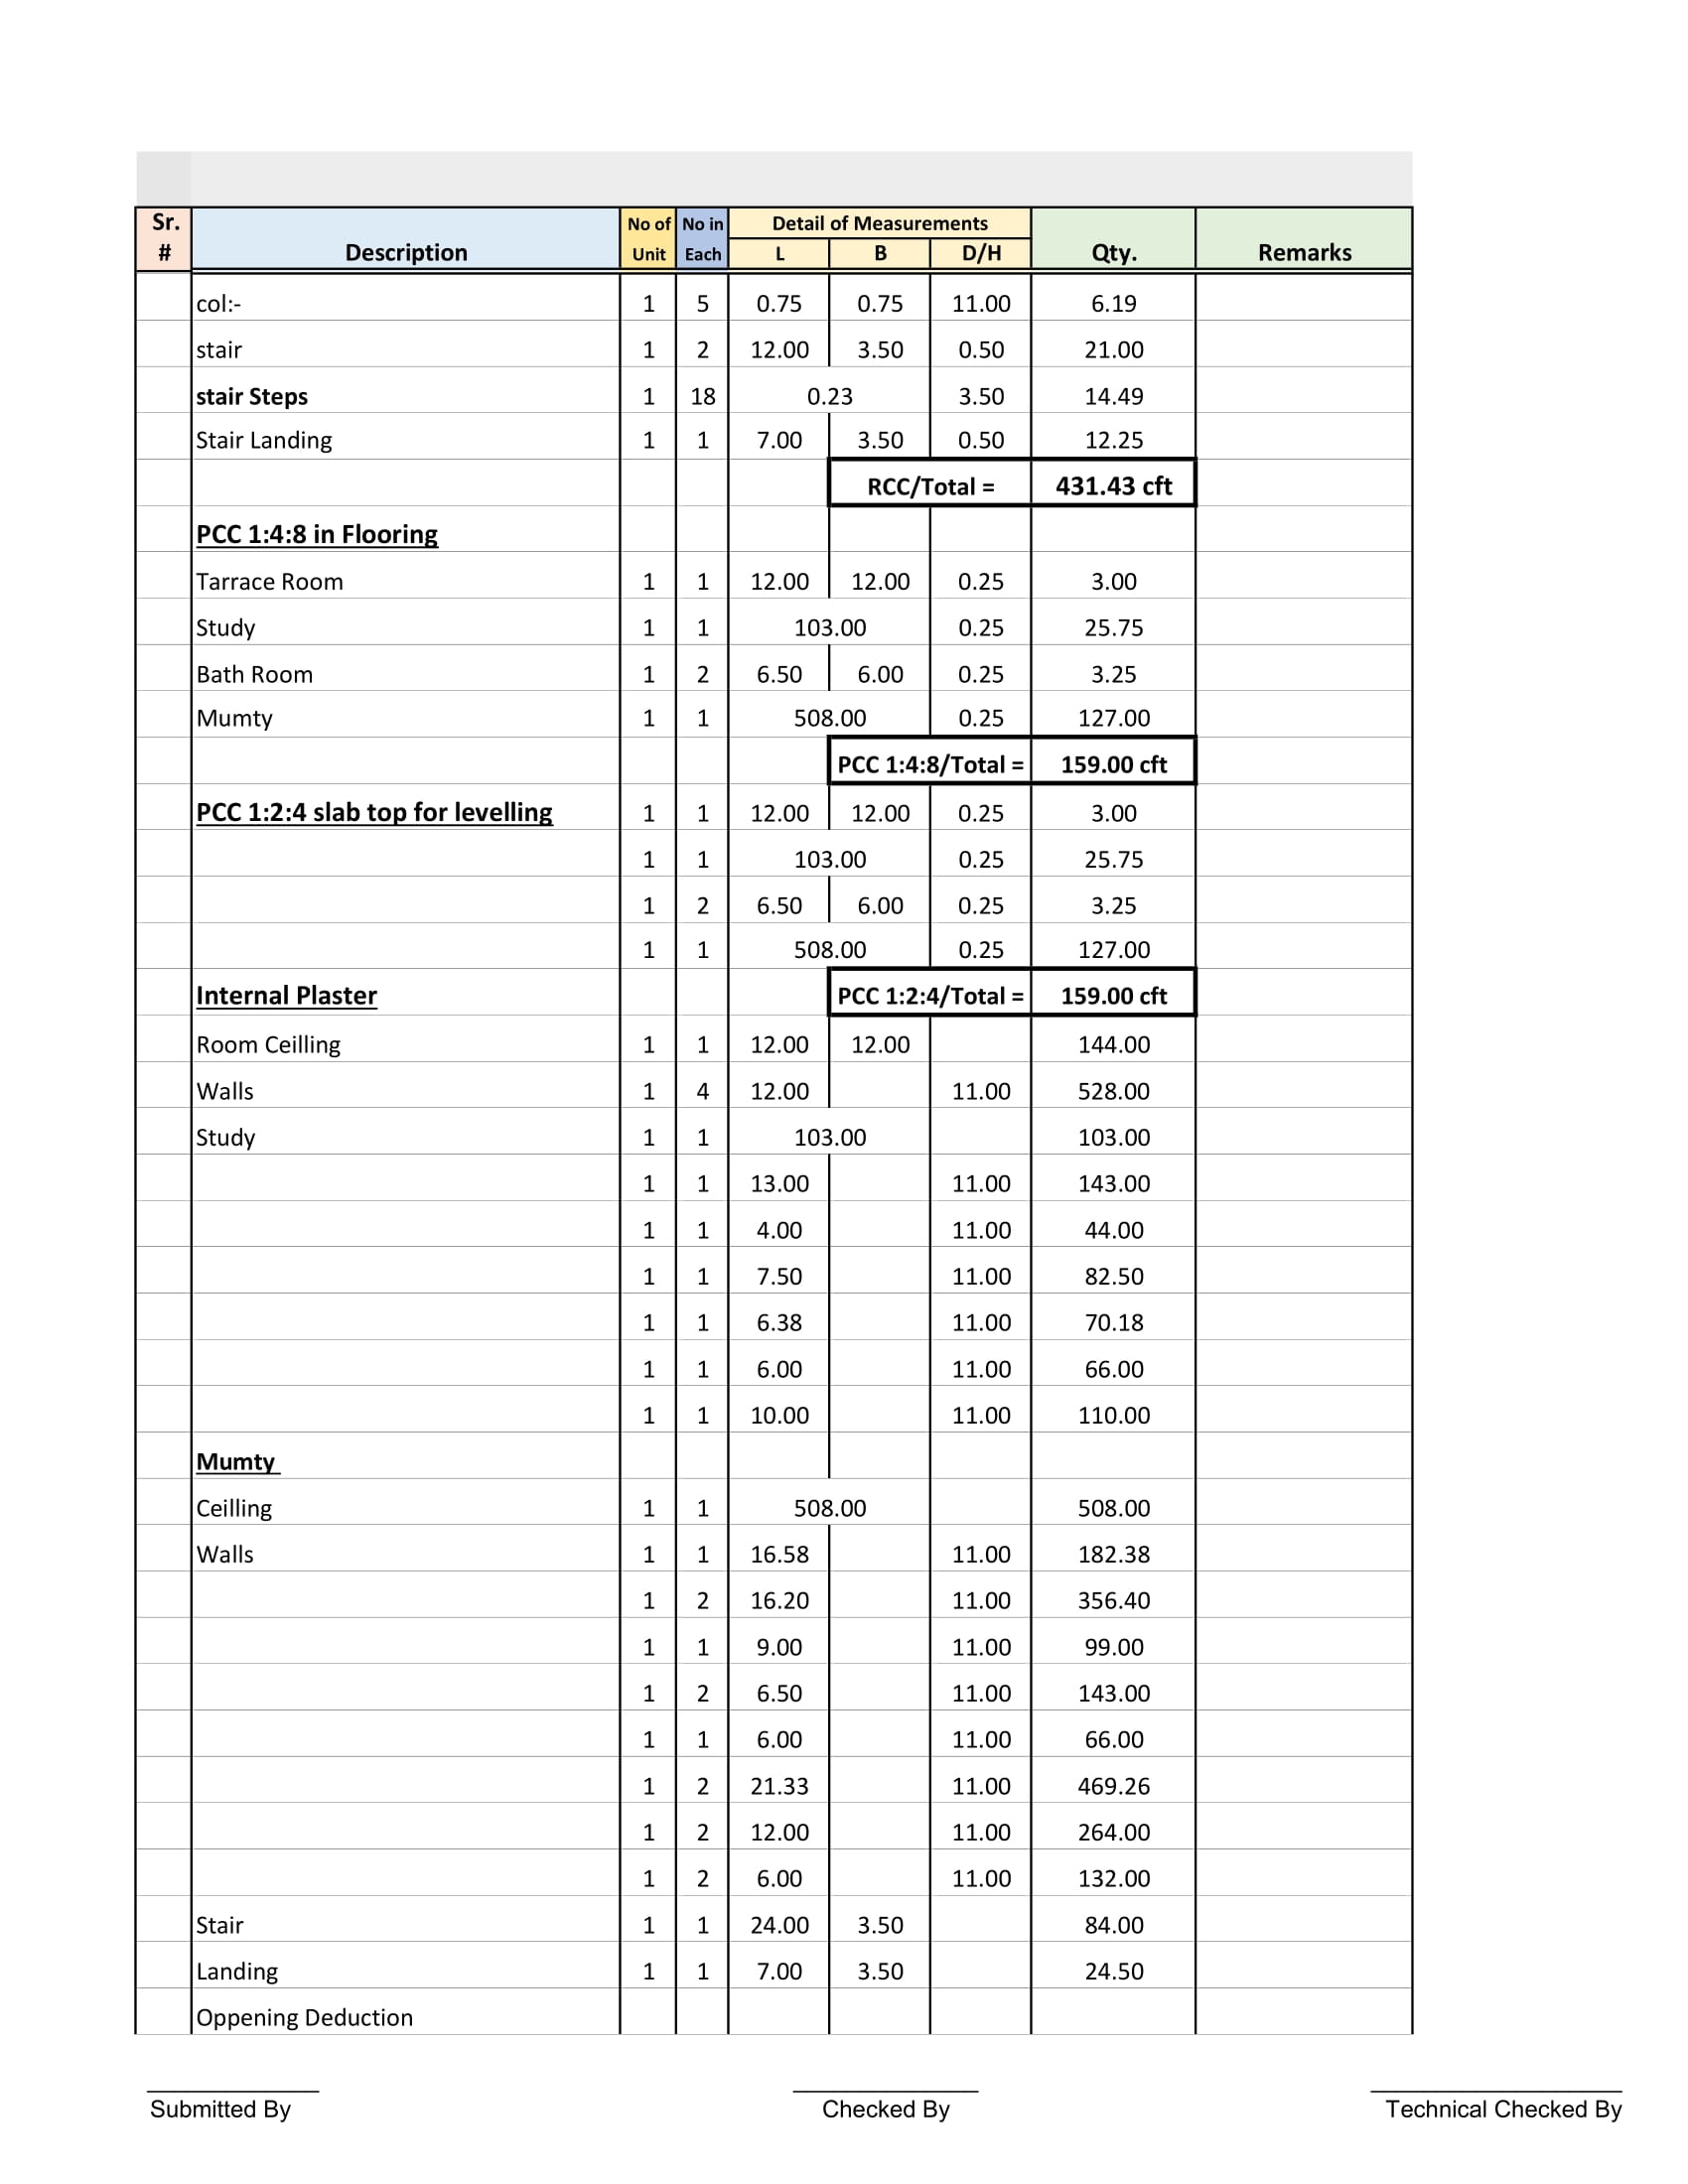 Sr. # Description No of Unit No in Each Detail of Measurements L B D/H Qty. Remarks
col:- 1 5 0.75 0.75 11.00 6.19
stair 1 2 12.00 3.50 0.50 21.00
stair Steps 1 18 0.23 3.50 14.49
Stair Landing 1 1 7.00 3.50 0.50 12.25
RCC/Total = 431.43 cft
PCC 1:4:8 in Flooring
Tarrace Room 1 1 12.00 12.00 0.25 3.00
Study 1 1 103.00 0.25 25.75
Bath Room 1 2 6.50 6.00 0.25 3.25
Mumty 1 1 508.00 0.25 127.00
PCC 1:4:8/Total = 159.00 cft
PCC 1:2:4 slab top for levelling 1 1 12.00 12.00 0.25 3.00
1 1 103.00 0.25 25.75
1 2 6.50 6.00 0.25 3.25
1 1 508.00 0.25 127.00
Internal Plaster PCC 1:2:4/Total = 159.00 cft
Room Ceilling 1 1 12.00 12.00 144.00
Walls 1 4 12.00 11.00 528.00
Study 1 1 103.00 103.00
1 1 13.00 11.00 143.00
1 1 4.00 11.00 44.00
1 1 7.50 11.00 82.50
1 1 6.38 11.00 70.18
1 1 6.00 11.00 66.00
1 1 10.00 11.00 110.00
Mumty
Ceilling 1 1 508.00 508.00
Walls 1 1 16.58 11.00 182.38
1 2 16.20 11.00 356.40
1 1 9.00 11.00 99.00
1 2 6.50 11.00 143.00
1 1 6.00 11.00 66.00
1 2 21.33 11.00 469.26
1 2 12.00 11.00 264.00
1 2 6.00 11.00 132.00
Stair 1 1 24.00 3.50 84.00
Landing 1 1 7.00 3.50 24.50
Oppening Deduction
Submitted By Checked By Technical Checked By